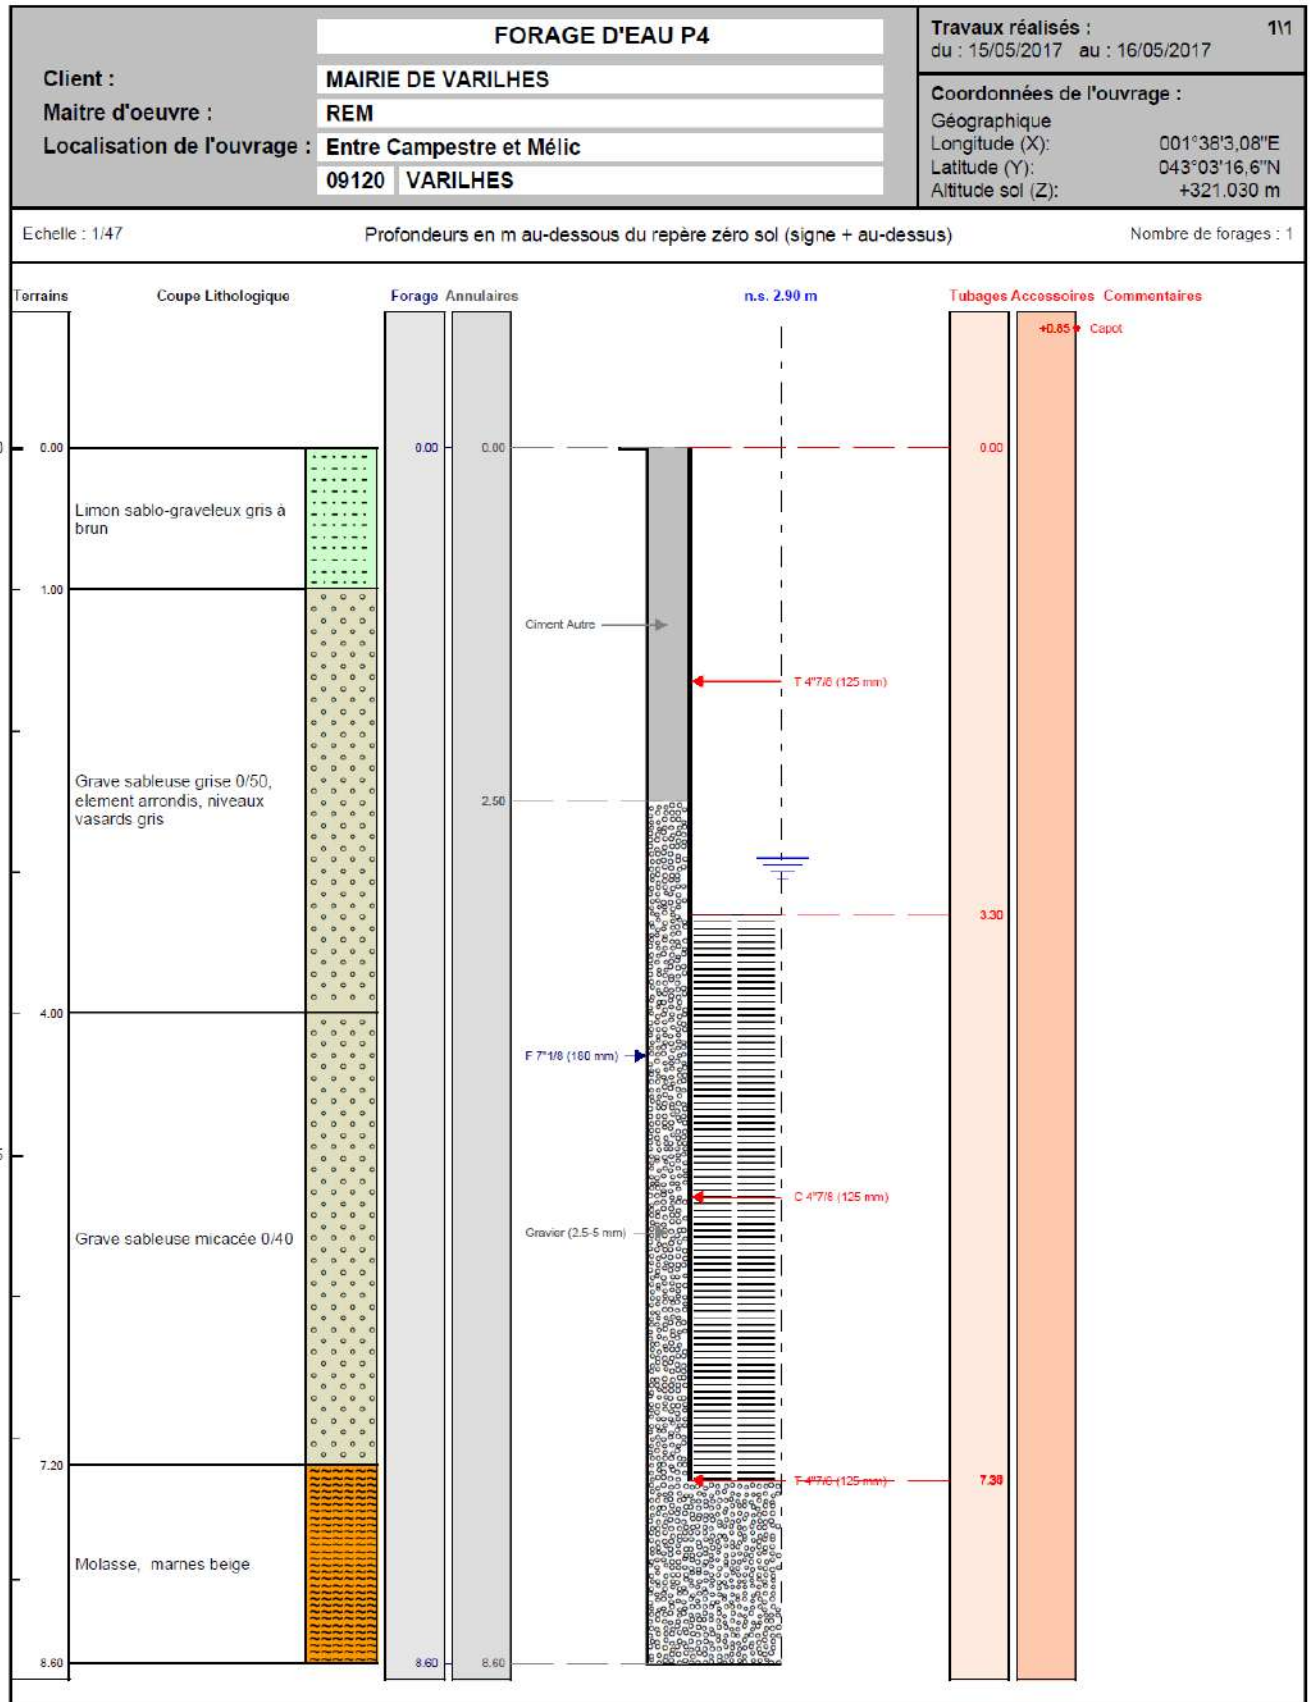 FORAGE D'EAU P4
Travaux réalisés : 1\1
du : 15/05/2017 au : 16/05/2017
Client : MAIRIE DE VARILHES
Maitre d'oeuvre : REM
Localisation de l'ouvrage : Entre Campestre et Mélic
09120 VARILHES
Coordonnées de l'ouvrage :
Géographique
Longitude (X): 001°38'3,08"E
Latitude (Y): 043°03'16,6"N
Altitude sol (Z): +321.030 m
Echelle : 1/47
Profondeurs en m au-dessous du repère zéro sol (signe + au-dessus)
Nombre de forages : 1
Terrains Coupe Lithologique Forage Annulaires n.s. 2.90 m Tubages Accessoires Commentaires
+0.85 Capot
0.00 0.00 0.00 0.00
Limon sablo-graveleux gris à
brun
1.00
Ciment Autre
T 4"7/8 (125 mm)
Grave sableuse grise 0/50,
element arrondis, niveaux
vasards gris
2.50
3.30
4.00
F 7"1/8 (180 mm)
C 4"7/8 (125 mm)
Gravier (2.5-5 mm)
Grave sableuse micacée 0/40
7.20
T 4"7/8 (125 mm)
Molasse, marnes beige
8.60 8.60 8.60